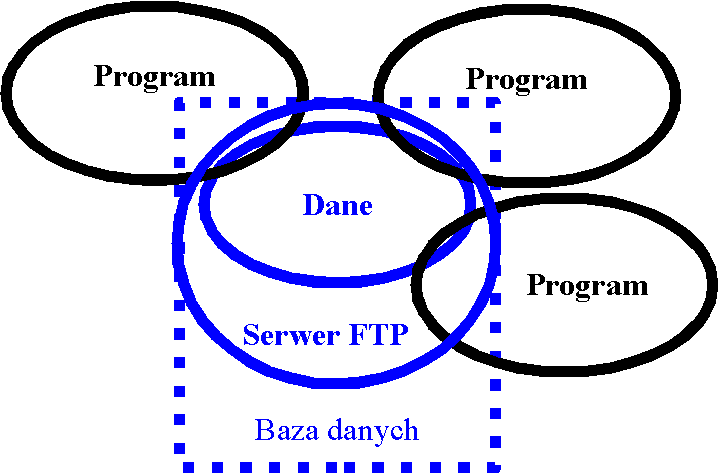 Program
Program
Dane
Program
Serwer FTP
Baza danych